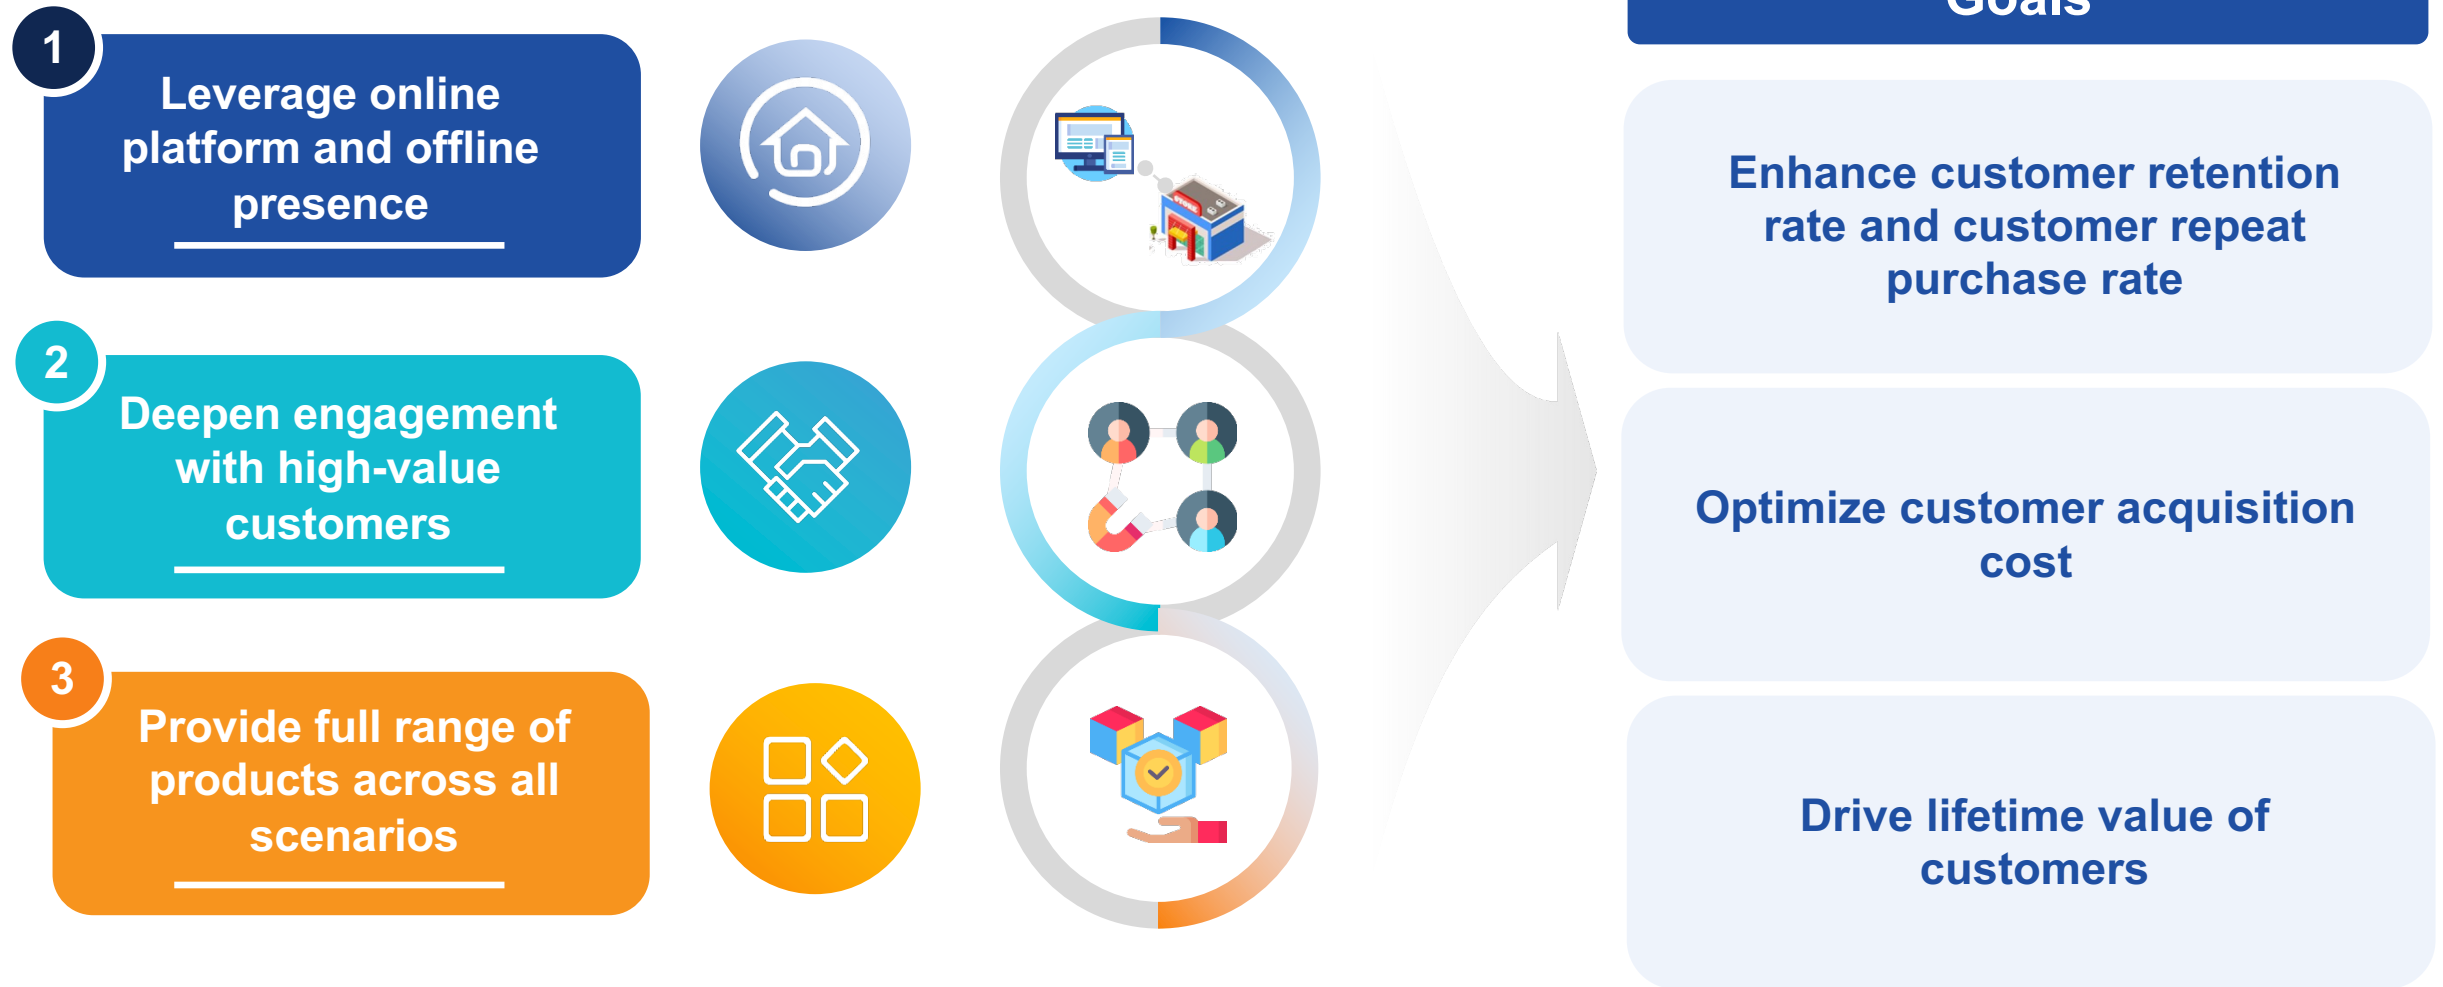 1
Leverage online
platform and offline
presence
2
Deepen engagement
with high-value
customers
3
Provide full range of
products across all
scenarios
STORE
Goals
Enhance customer retention
rate and customer repeat
purchase rate
Optimize customer acquisition
cost
Drive lifetime value of
customers